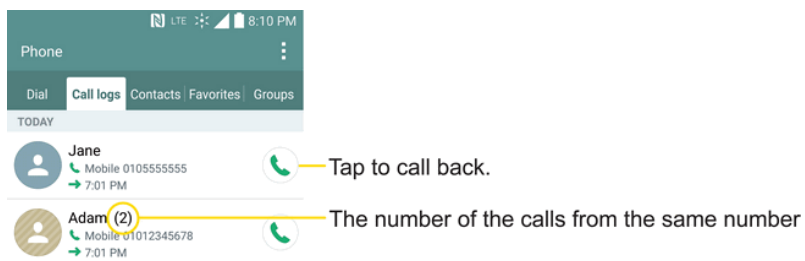 LTE 8:10 PM
Phone
Dial Call logs Contacts Favorites Groups
TODAY
Jane
Mobile 0105555555
7:01 PM
Tap to call back.
Adam (2)
Mobile 01012345678
7:01 PM
The number of the calls from the same number